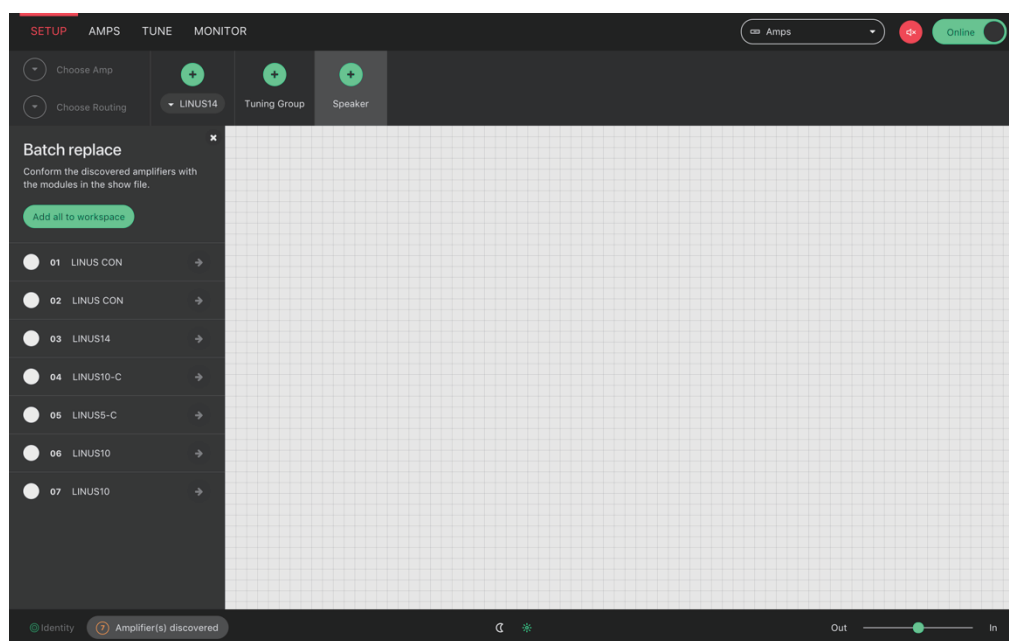 SETUP AMPS TUNE MONITOR Amps Online
Choose Amp
Choose Routing LINUS14 Tuning Group Speaker
Batch replace
Conform the discovered amplifiers with
the modules in the show file.
Add all to workspace
01 LINUS CON
02 LINUS CON
03 LINUS14
04 LINUS10-C
05 LINUS5-C
06 LINUS10
07 LINUS10
Identity 7 Amplifier(s) discovered Out In